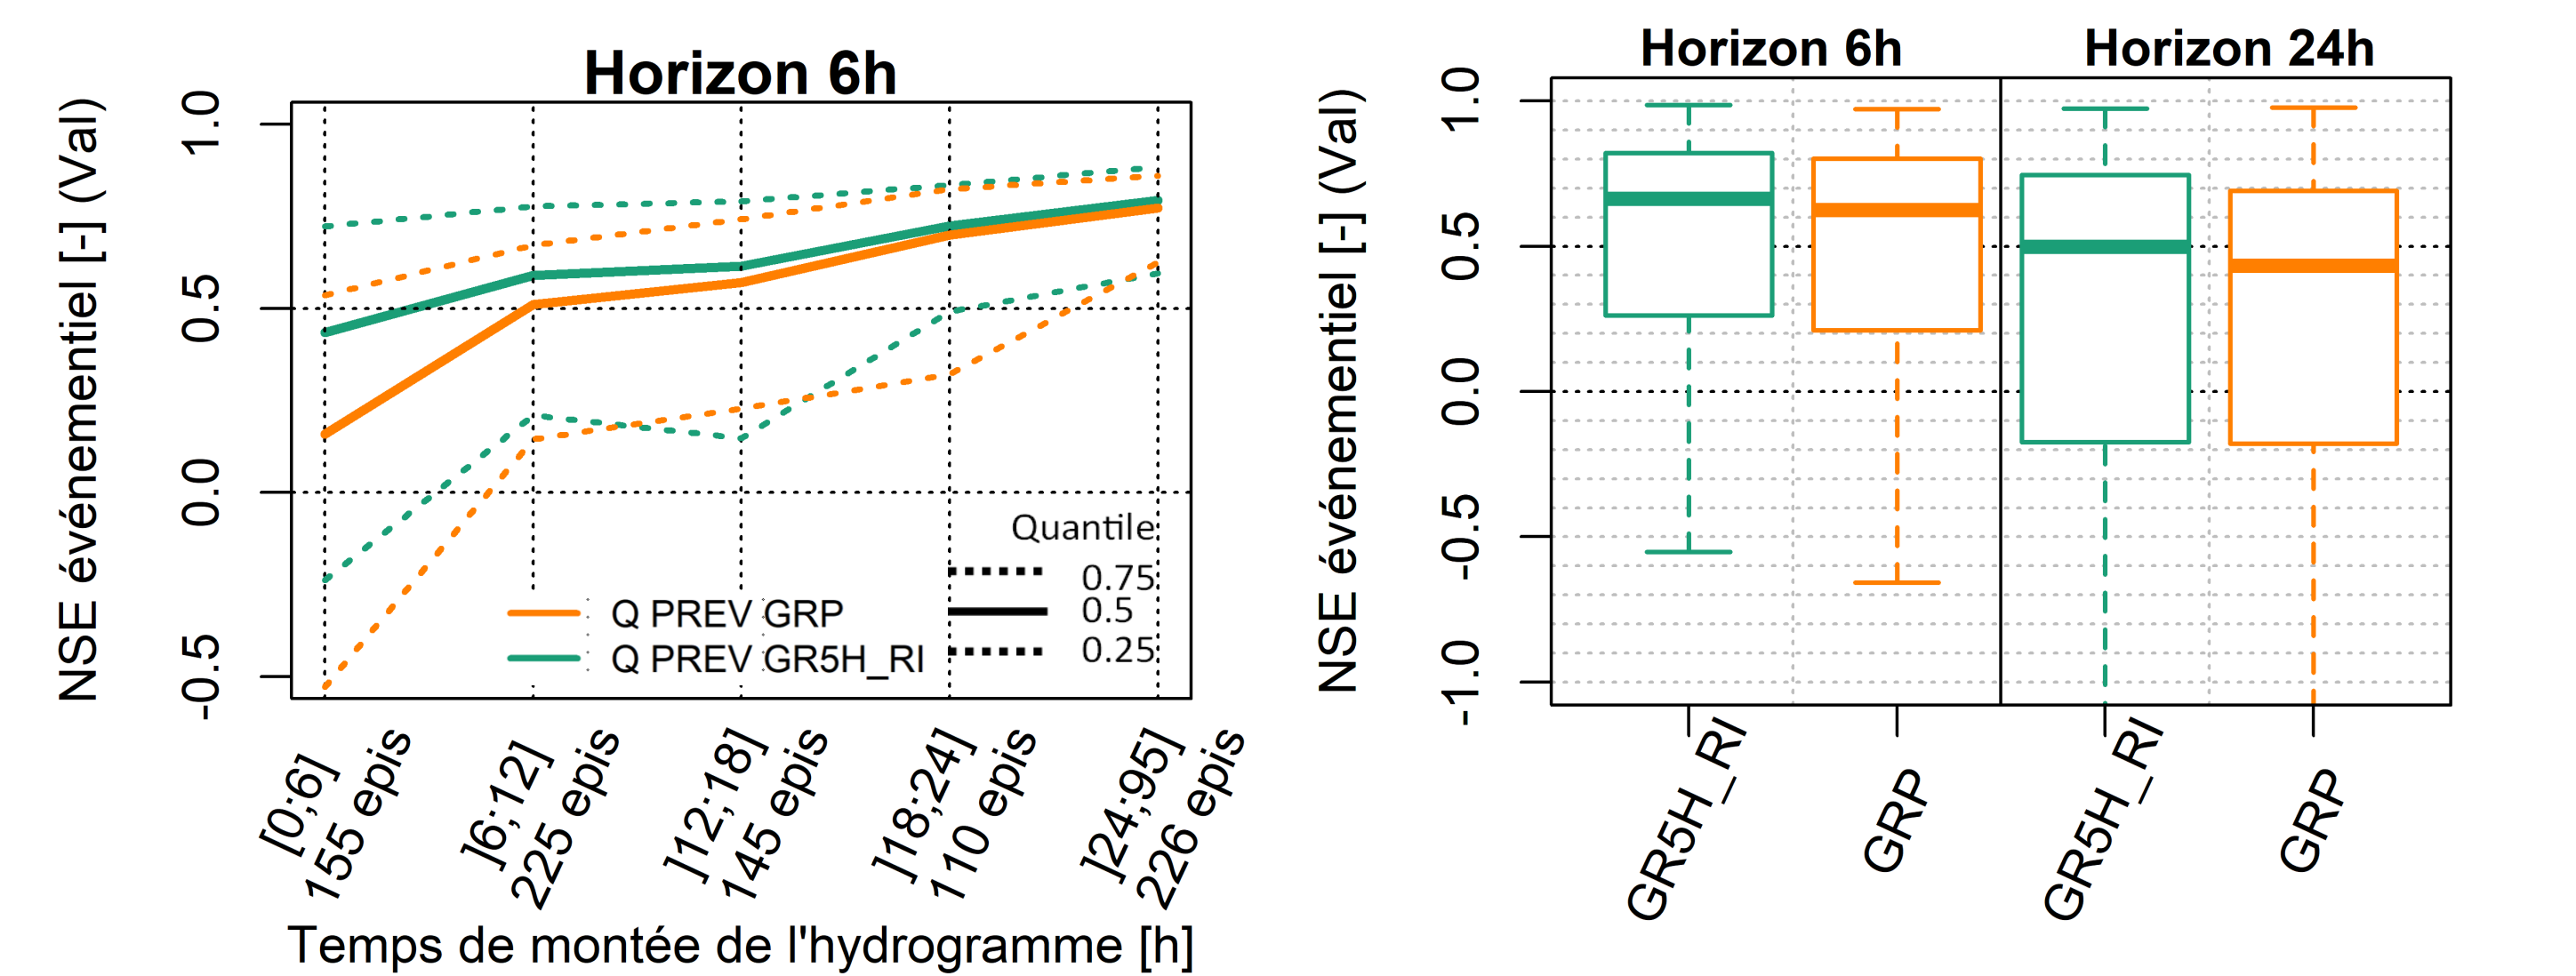 Horizon 6h
NSE événementiel [-] (Val)
1.0
0.5
0.0
-0.5
Quantile
0.75
0.5
0.25
Q PREV GRP
Q PREV GR5H_RI
[0;6]
155 epis
]6;12]
225 epis
]12;18]
145 epis
]18;24]
110 epis
]24;95]
226 epis
Temps de montée de l'hydrogramme [h]
Horizon 6h
Horizon 24h
NSE événementiel [-] (Val)
1.0
0.5
0.0
-0.5
-1.0
GR5H_RI
GRP
GR5H_RI
GRP